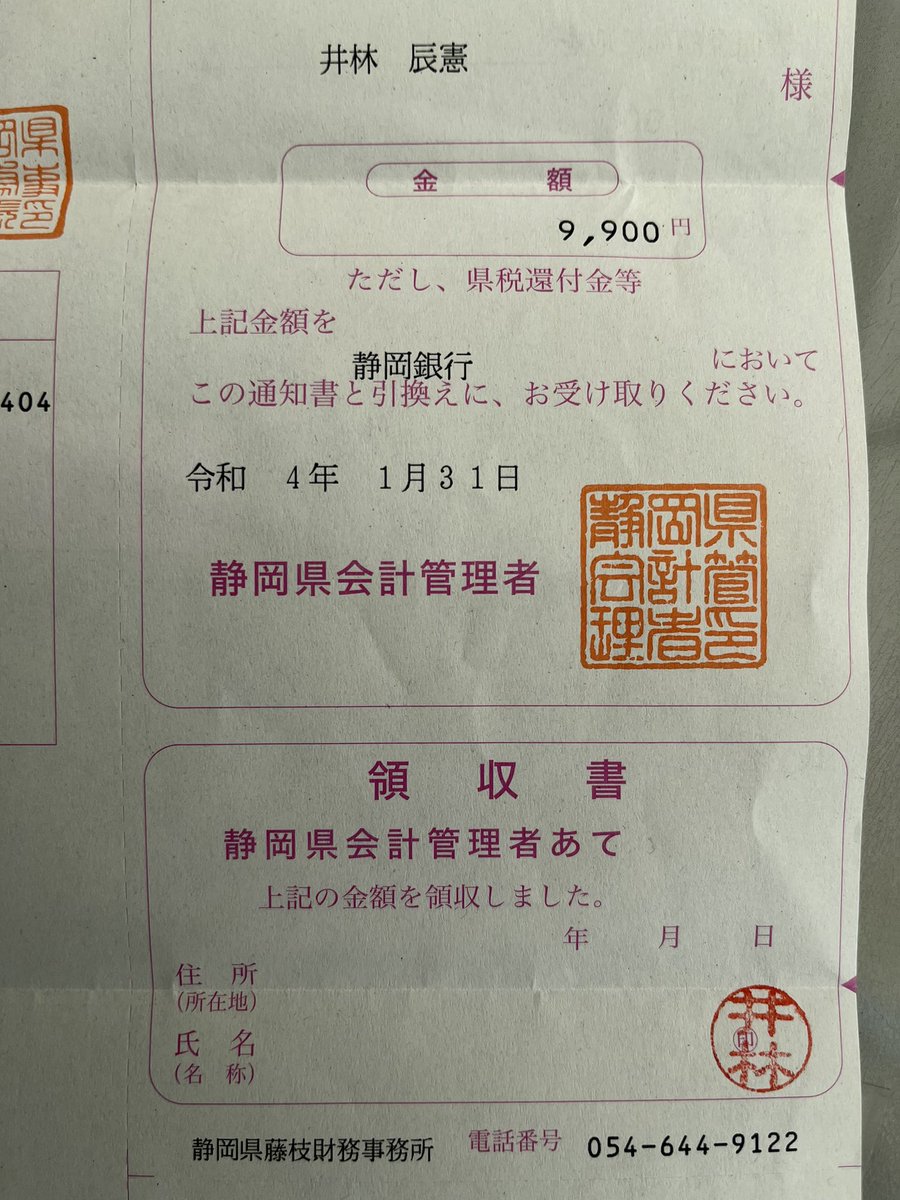 井林 辰憲
様
金 額
9,900円
ただし、県税還付金等
上記金額を
静岡銀行 において
この通知書と引換えに、お受け取りください。
404
令和 4年 1月31日
静岡県会計管理者
静岡県会計管理者印
領 収 書
静岡県会計管理者あて
上記の金額を領収しました。
年 月 日
住 所
(所在地)
氏 名
(名 称)
印
井林
静岡県藤枝財務事務所 電話番号 054-644-9122